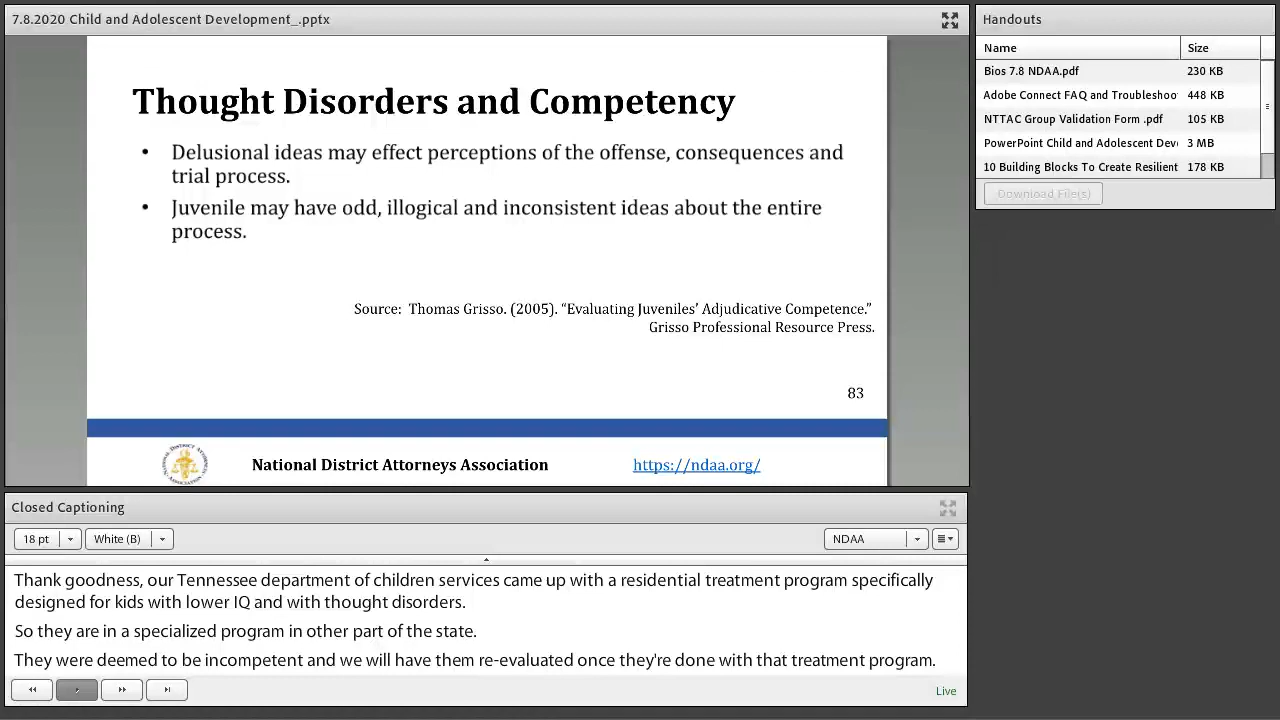 7.8.2020 Child and Adolescent Development_.pptx
Thought Disorders and Competency
• Delusional ideas may effect perceptions of the offense, consequences and
trial process.
• Juvenile may have odd, illogical and inconsistent ideas about the entire
process.
Source: Thomas Grisso. (2005). “Evaluating Juveniles’ Adjudicative Competence.”
Grisso Professional Resource Press.
83
National District Attorneys Association https://ndaa.org/
Handouts
Name Size
Bios 7.8 NDAA.pdf 230 KB
Adobe Connect FAQ and Troubleshoo 448 KB
NTTAC Group Validation Form .pdf 105 KB
PowerPoint Child and Adolescent Dev 3 MB
10 Building Blocks To Create Resilient 178 KB
Download File(s)
Closed Captioning
18 pt White (B) NDAA
Thank goodness, our Tennessee department of children services came up with a residential treatment program specifically
designed for kids with lower IQ and with thought disorders.
So they are in a specialized program in other part of the state.
They were deemed to be incompetent and we will have them re-evaluated once they're done with that treatment program.
Live